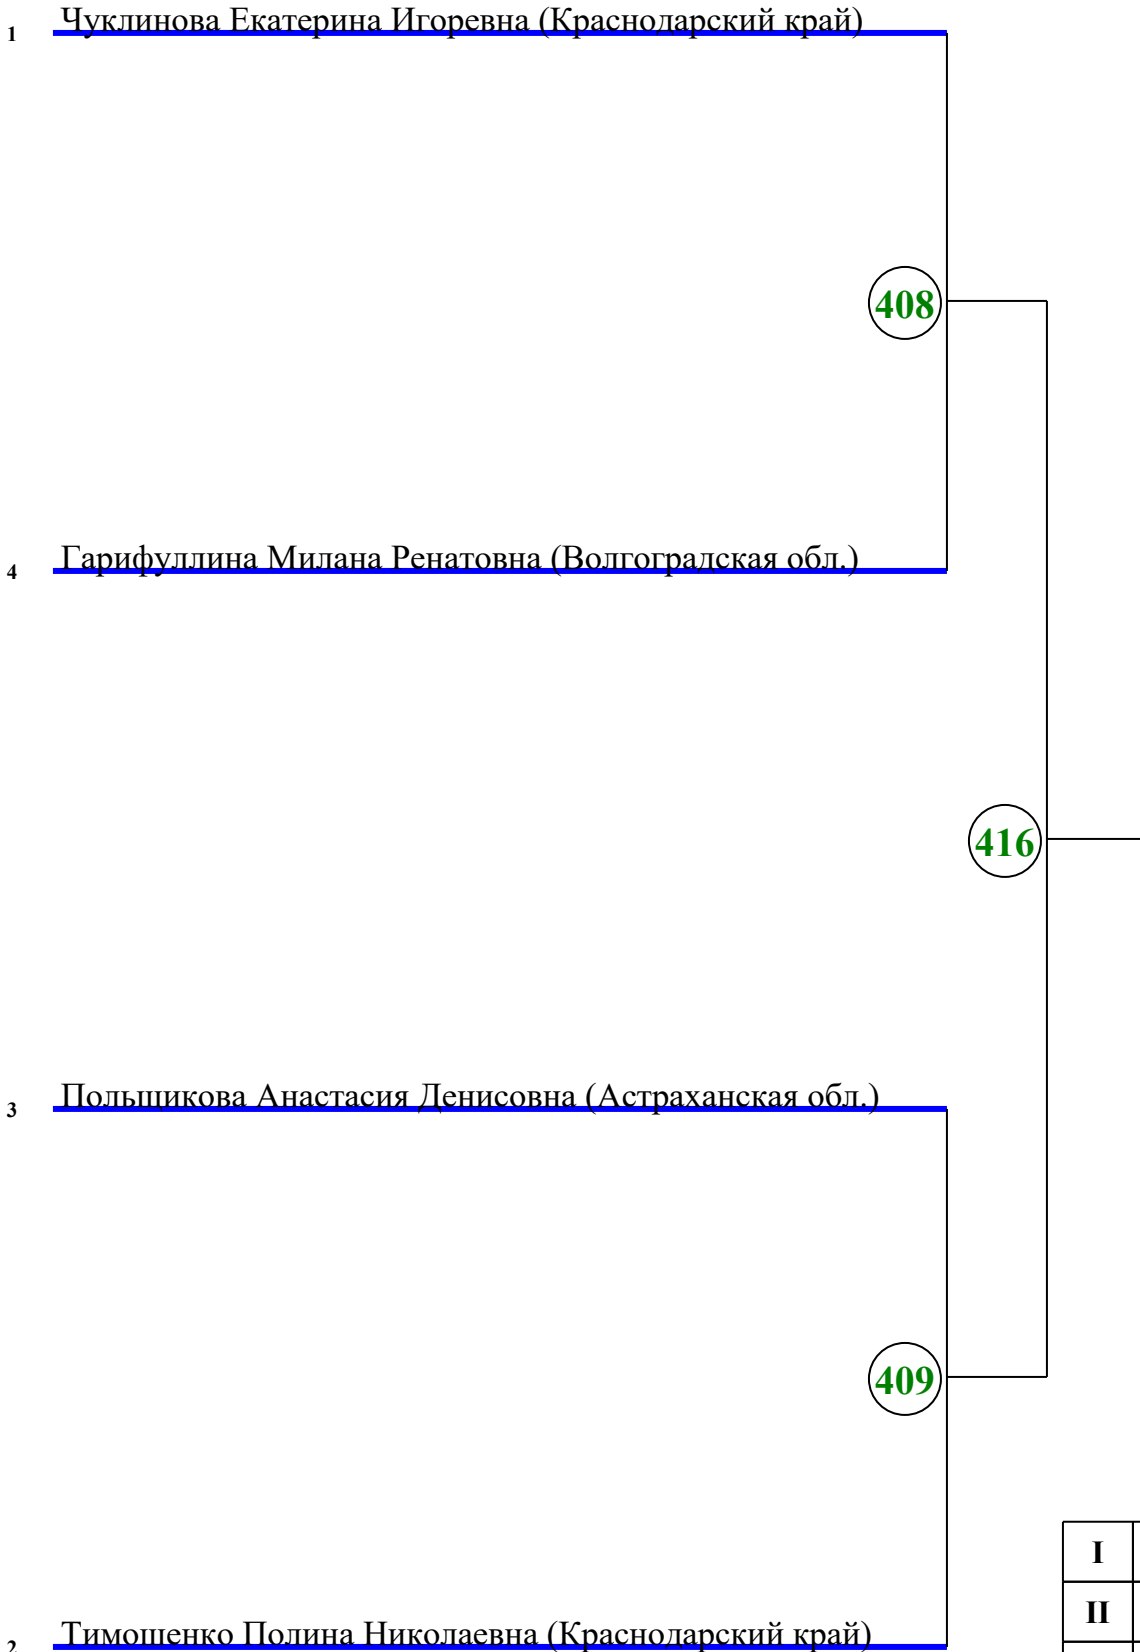 1 Чуклинова Екатерина Игоревна (Краснодарский край)
408
4 Гарифуллина Милана Ренатовна (Волгоградская обл.)
416
3 Польщикова Анастасия Денисовна (Астраханская обл.)
409
I
II
2 Тимошенко Полина Николаевна (Краснодарский край)